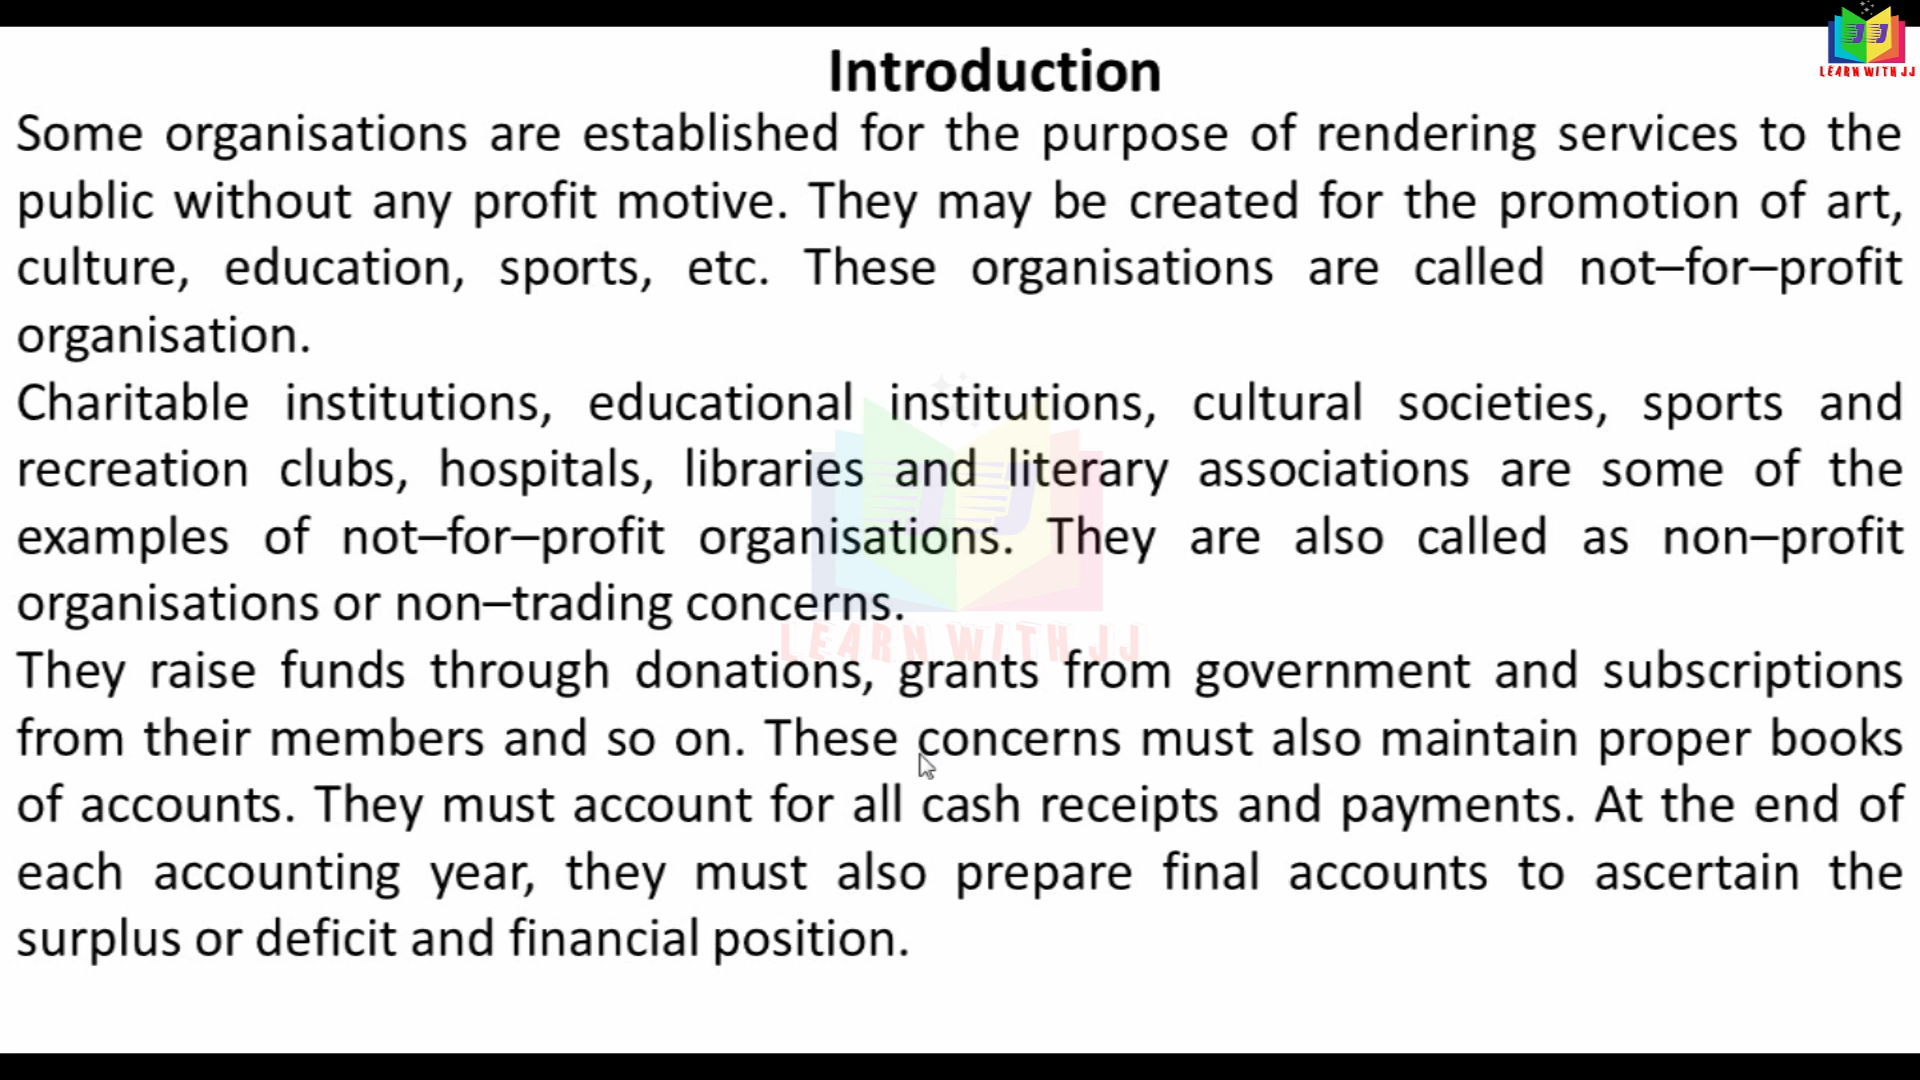 Introduction
LEARN WITH JJ
Some organisations are established for the purpose of rendering services to the
public without any profit motive. They may be created for the promotion of art,
culture, education, sports, etc. These organisations are called not–for–profit
organisation.
Charitable institutions, educational institutions, cultural societies, sports and
recreation clubs, hospitals, libraries and literary associations are some of the
examples of not–for–profit organisations. They are also called as non–profit
organisations or non–trading concerns.
LEARN WITH JJ
They raise funds through donations, grants from government and subscriptions
from their members and so on. These concerns must also maintain proper books
of accounts. They must account for all cash receipts and payments. At the end of
each accounting year, they must also prepare final accounts to ascertain the
surplus or deficit and financial position.